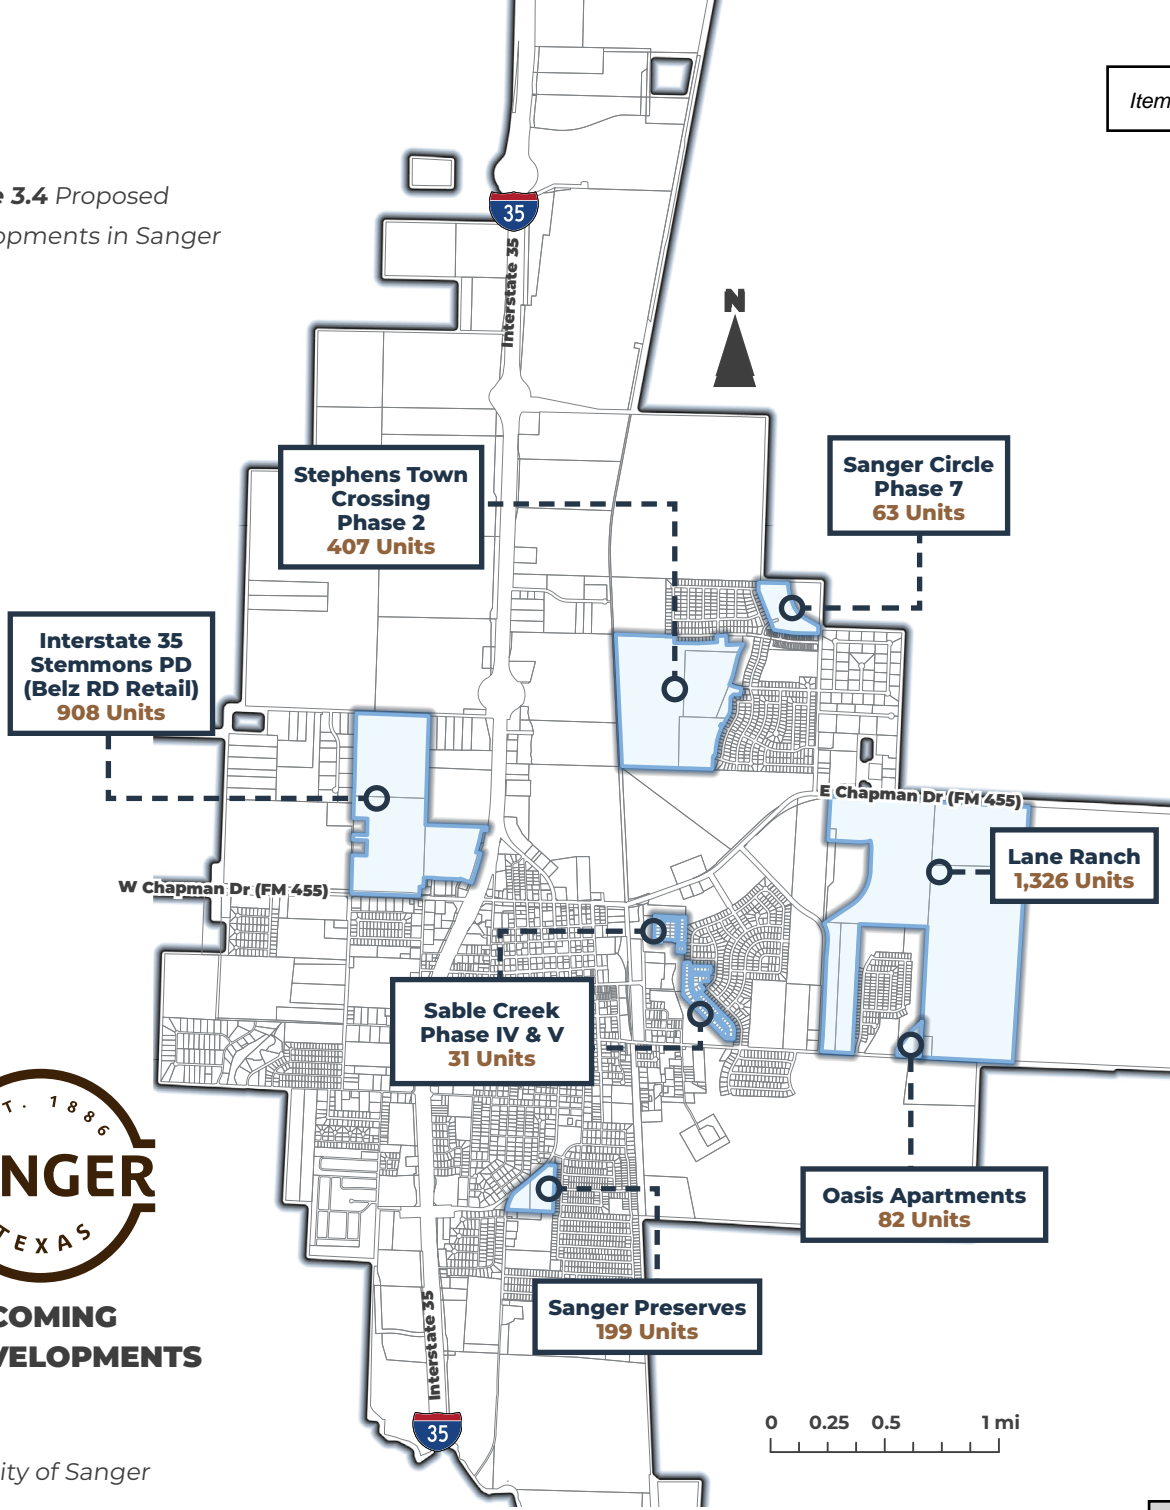 Item
3.4 Proposed
opments in Sanger
35
Interstate 35
N
Stephens Town
Crossing
Phase 2
407 Units
Sanger Circle
Phase 7
63 Units
Interstate 35
Stemmons PD
(Belz RD Retail)
908 Units
E Chapman Dr (FM 455)
Lane Ranch
1,326 Units
W Chapman Dr (FM 455)
Sable Creek
Phase IV & V
31 Units
T. 1886
NGER
TEXAS
Oasis Apartments
82 Units
Sanger Preserves
199 Units
COMING
VELOPMENTS
Interstate 35
35
0 0.25 0.5 1 mi
ity of Sanger